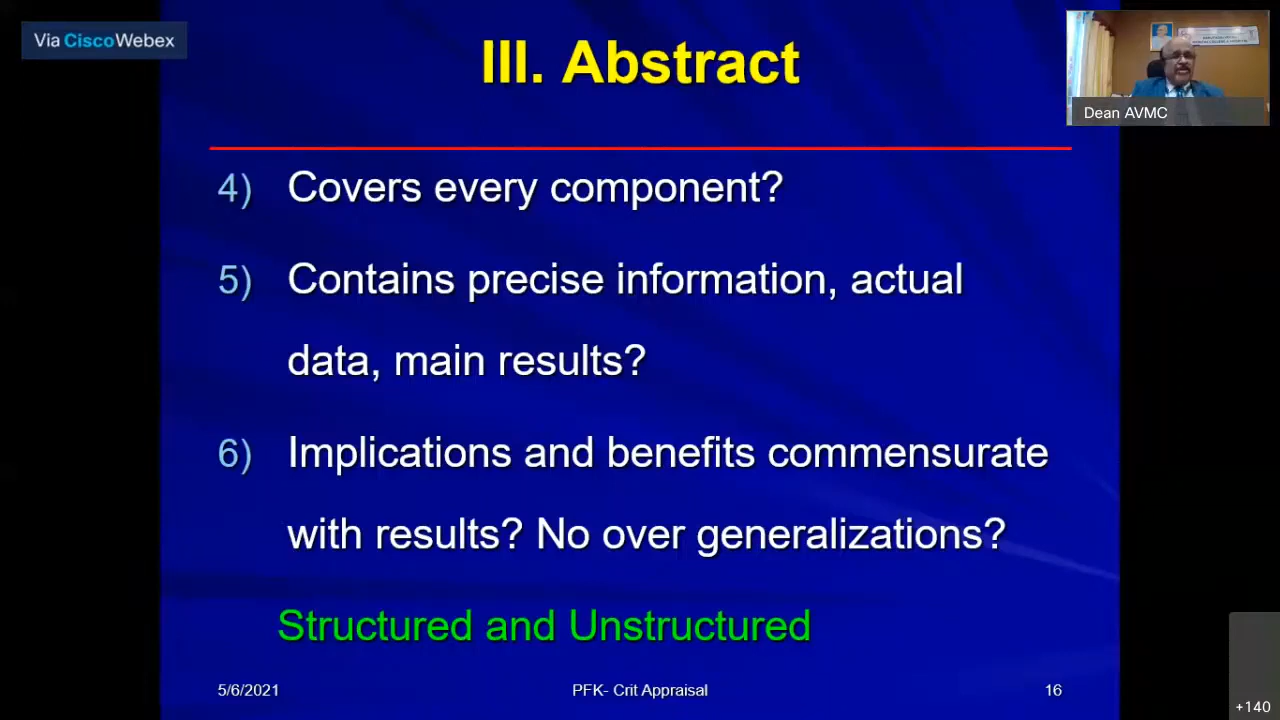 Via CiscoWebex
III. Abstract
Dean AVMC
4) Covers every component?
5) Contains precise information, actual
data, main results?
6) Implications and benefits commensurate
with results? No over generalizations?
Structured and Unstructured
5/6/2021 PFK- Crit Appraisal 16
+140